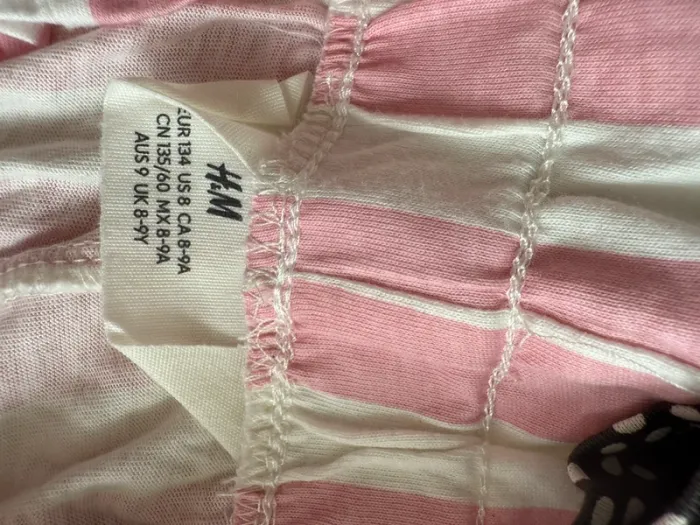 H&M
EUR 134 US 8 CA 8-9A
CN 135/60 MX 8-9A
AUS 9 UK 8-9Y